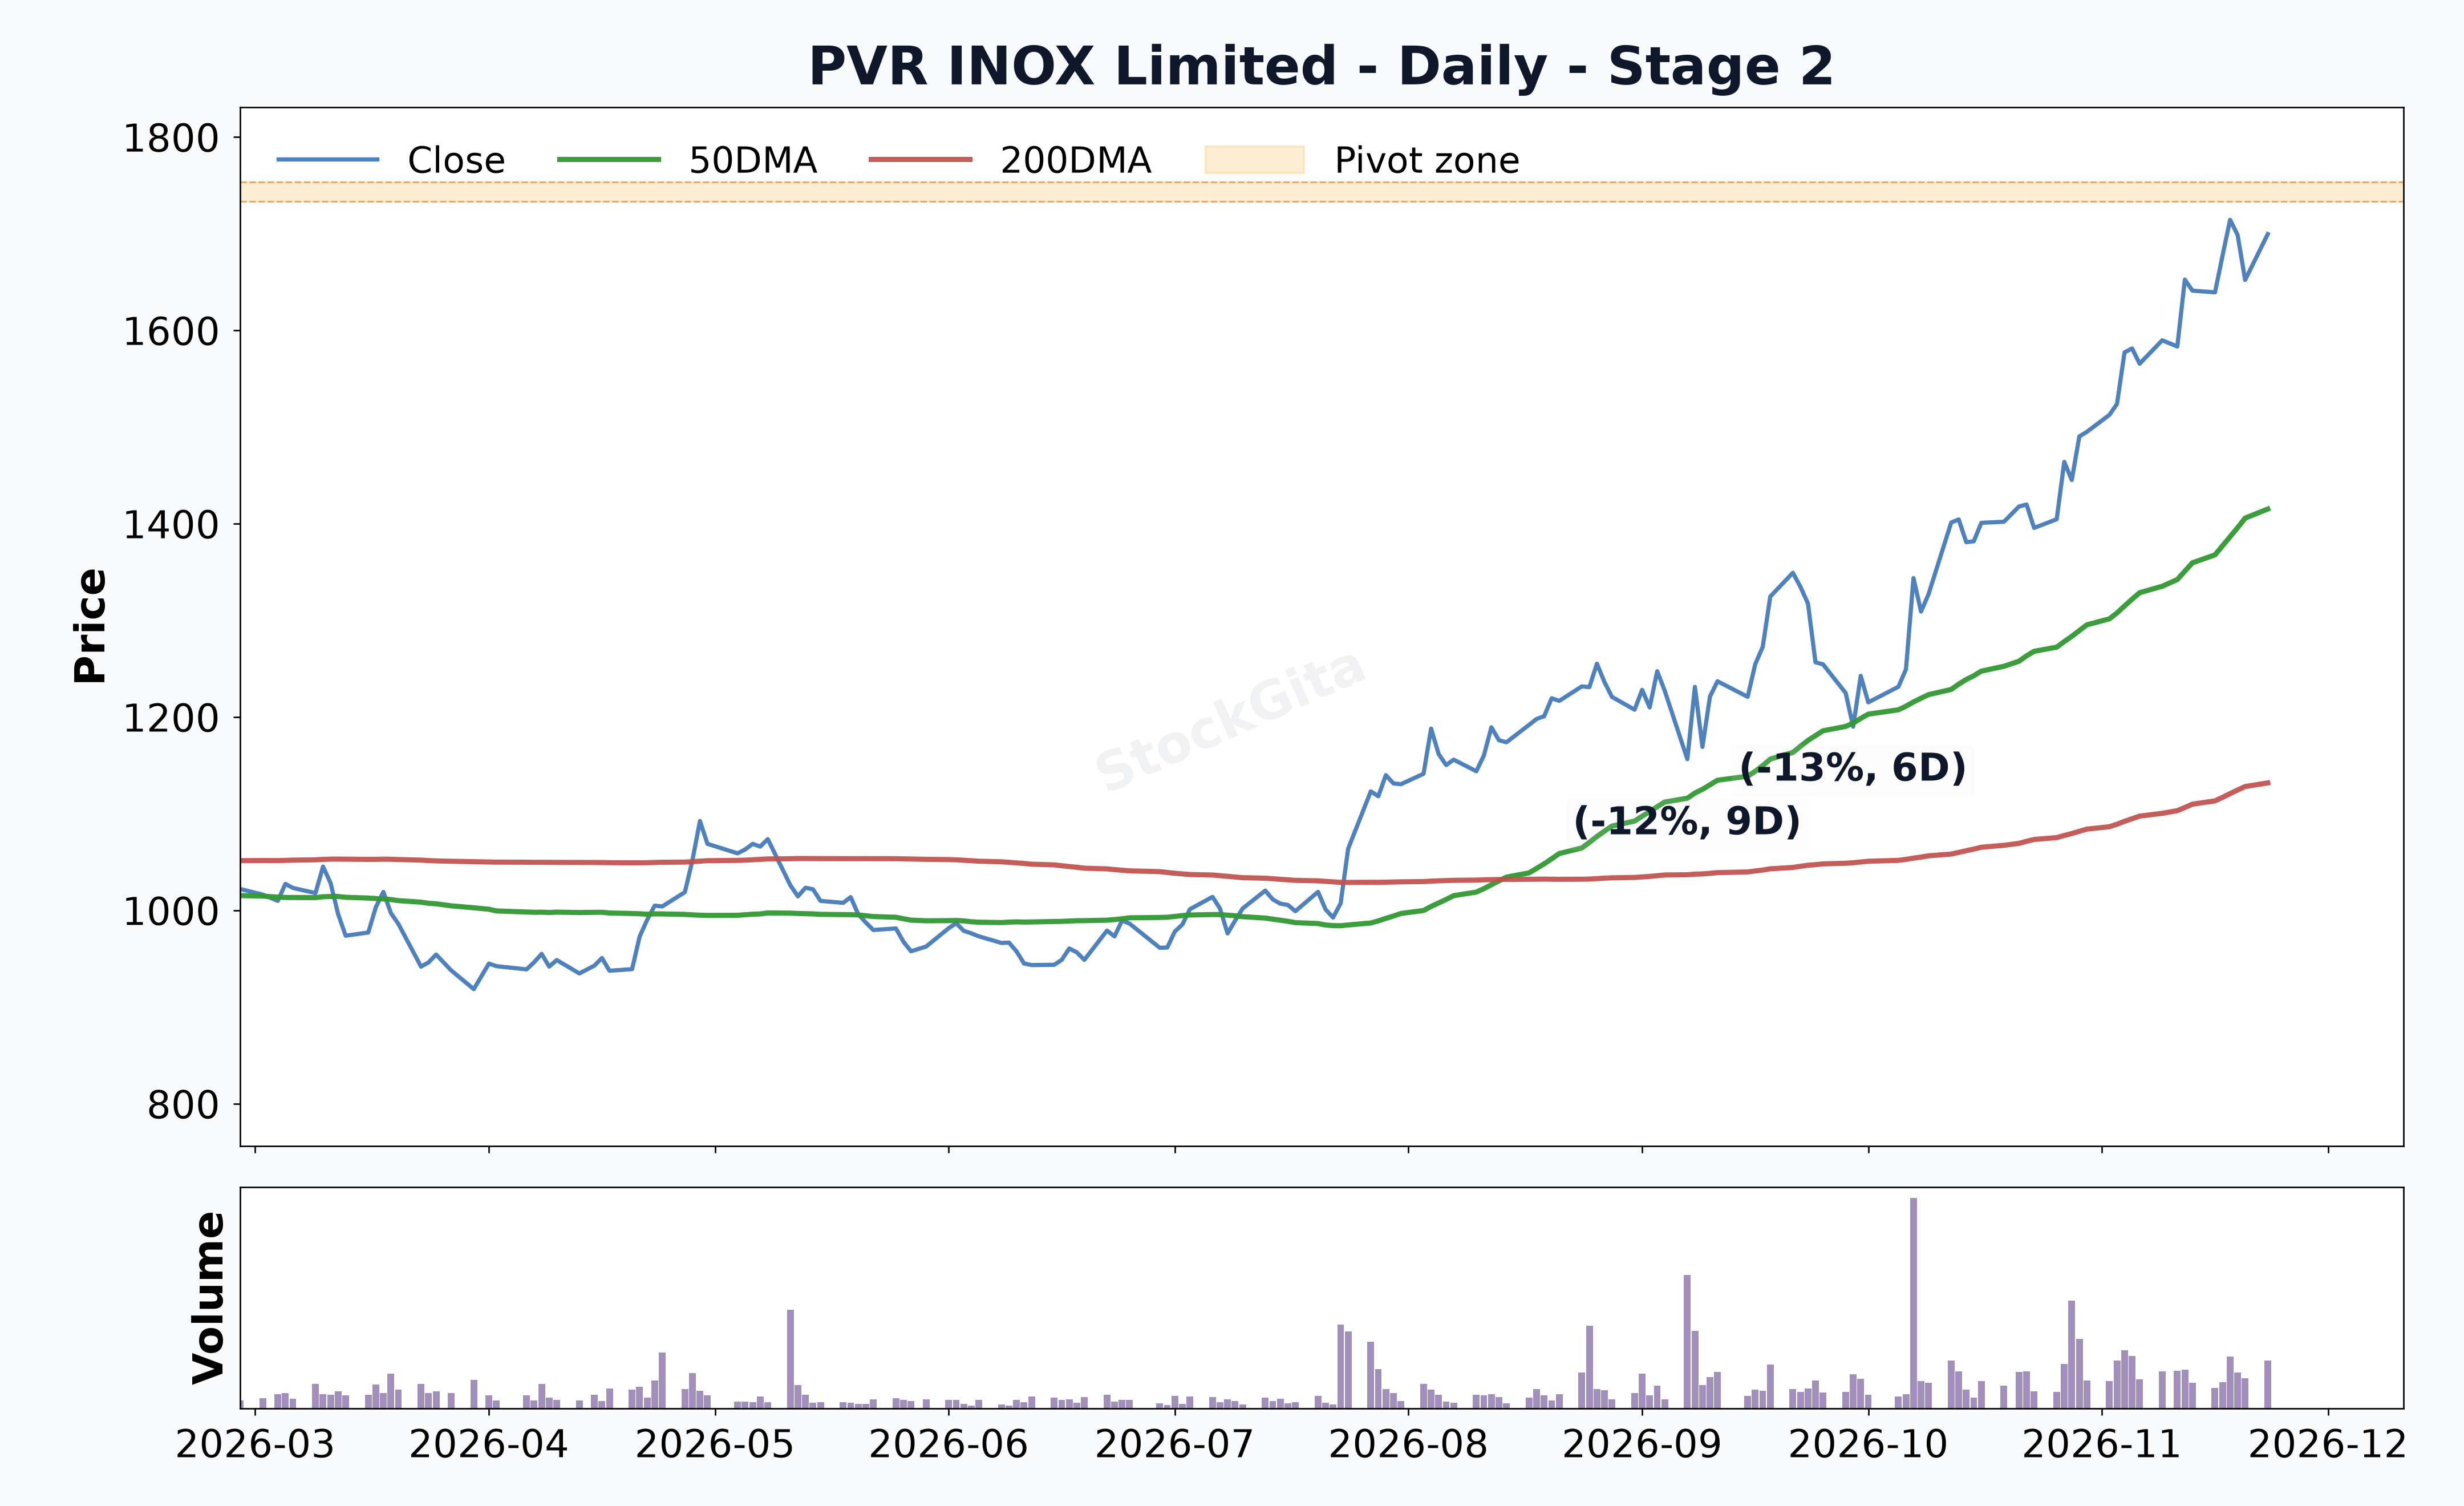 PVR INOX Limited - Daily - Stage 2
Close
50DMA
200DMA
Pivot zone
1800
1600
1400
1200
1000
800
Price
StockGita
(-13%, 6D)
(-12%, 9D)
Volume
2026-03
2026-04
2026-05
2026-06
2026-07
2026-08
2026-09
2026-10
2026-11
2026-12